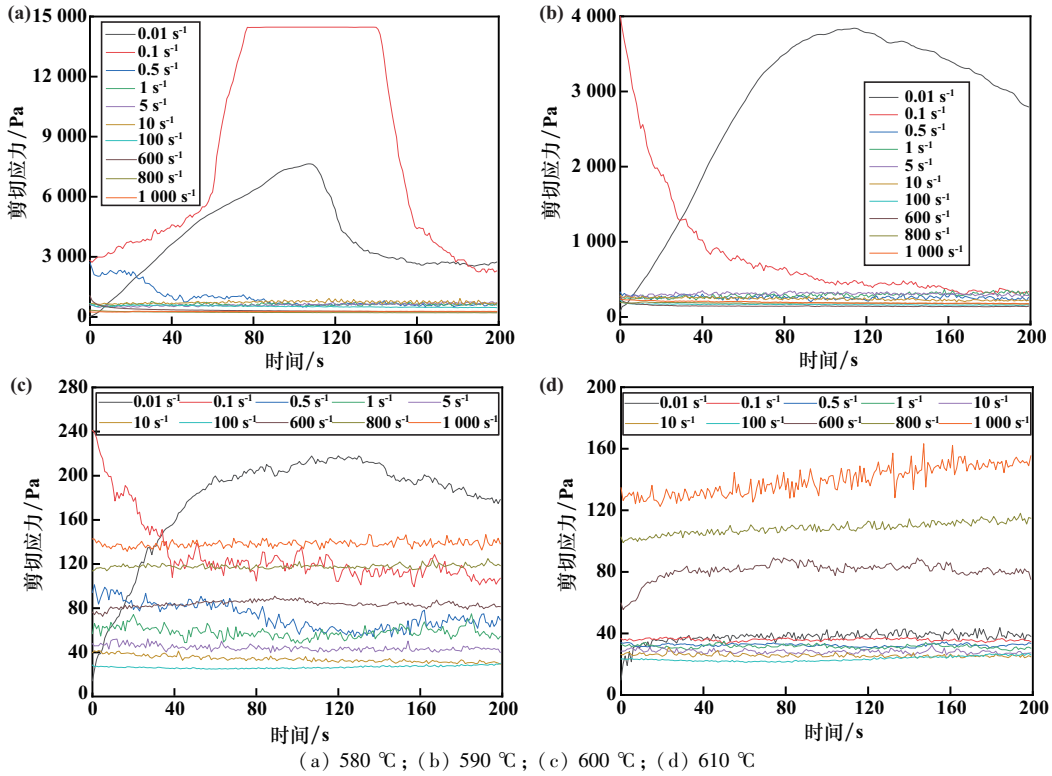 (a)
15 000
12 000
9 000
6 000
3 000
0
剪切应力/Pa
0.01 s⁻¹
0.1 s⁻¹
0.5 s⁻¹
1 s⁻¹
5 s⁻¹
10 s⁻¹
100 s⁻¹
600 s⁻¹
800 s⁻¹
1 000 s⁻¹
0 40 80 120 160 200
时间/s
(b)
4 000
3 000
2 000
1 000
0
剪切应力/Pa
0.01 s⁻¹
0.1 s⁻¹
0.5 s⁻¹
1 s⁻¹
5 s⁻¹
10 s⁻¹
100 s⁻¹
600 s⁻¹
800 s⁻¹
1 000 s⁻¹
0 40 80 120 160 200
时间/s
(c)
280
240
200
160
120
80
40
0
剪切应力/Pa
0.01 s⁻¹ 0.1 s⁻¹ 0.5 s⁻¹ 1 s⁻¹ 5 s⁻¹
10 s⁻¹ 100 s⁻¹ 600 s⁻¹ 800 s⁻¹ 1 000 s⁻¹
0 40 80 120 160 200
时间/s
(d)
200
160
120
80
40
0
剪切应力/Pa
0.01 s⁻¹ 0.1 s⁻¹ 0.5 s⁻¹ 1 s⁻¹ 10 s⁻¹
10 s⁻¹ 100 s⁻¹ 600 s⁻¹ 800 s⁻¹ 1 000 s⁻¹
0 40 80 120 160 200
时间/s
(a) 580 ℃; (b) 590 ℃; (c) 600 ℃; (d) 610 ℃